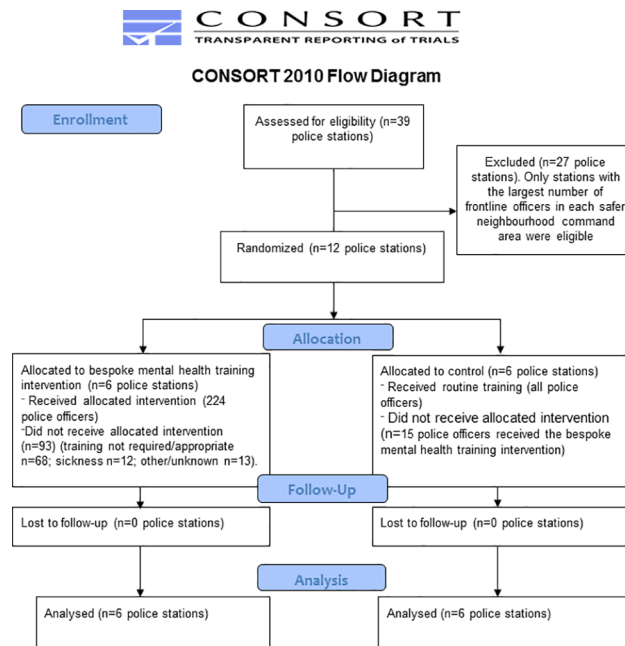 CONSORT
TRANSPARENT REPORTING of TRIALS
CONSORT 2010 Flow Diagram
Enrollment
Assessed for eligibility (n=39
police stations)
Excluded (n=27 police
stations). Only stations with
the largest number of
frontline officers in each safer
neighbourhood command
area were eligible
Randomized (n=12 police stations)
Allocation
Allocated to bespoke mental health training
intervention (n=6 police stations)
- Received allocated intervention (224
police officers)
-Did not receive allocated intervention
(n=93) (training not required/appropriate
n=68; sickness n=12; other/unknown n=13).
Allocated to control (n=6 police stations)
- Received routine training (all police
officers)
- Did not receive allocated intervention
(n=15 police officers received the bespoke
mental health training intervention)
Follow-Up
Lost to follow-up (n=0 police stations)
Lost to follow-up (n=0 police stations)
Analysis
Analysed (n=6 police stations)
Analysed (n=6 police stations)